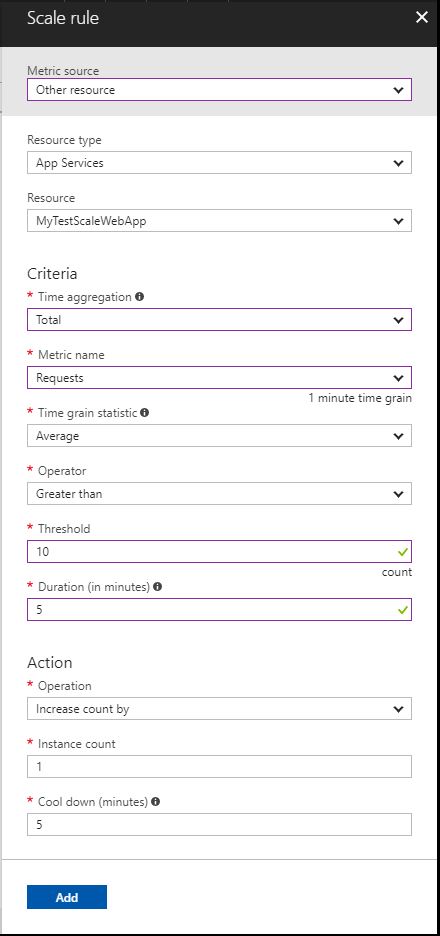 Scale rule
Metric source
Other resource
Resource type
App Services
Resource
MyTestScaleWebApp
Criteria
* Time aggregation
Total
* Metric name
Requests
1 minute time grain
* Time grain statistic
Average
* Operator
Greater than
* Threshold
10
count
* Duration (in minutes)
5
Action
* Operation
Increase count by
* Instance count
1
* Cool down (minutes)
5
Add